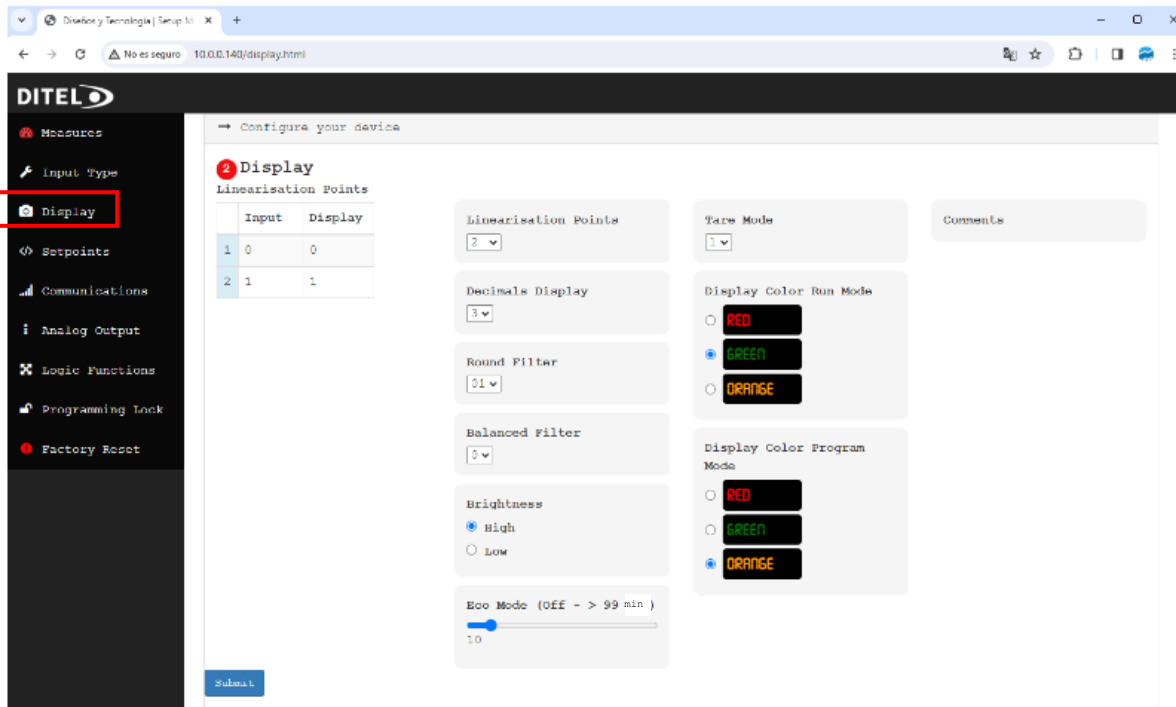 Diseños y Tecnología | Setup M
No es seguro 10.0.0.140/display.html
DITEL
Measures
Input Type
Display
Setpoints
Communications
Analog Output
Logic Functions
Programming Lock
Factory Reset
→ Configure your device
2 Display
Linearisation Points
Input Display
1 0 0
2 1 1
Linearisation Points
2
Decimals Display
3
Round Filter
01
Balanced Filter
0
Brightness
High
Low
Eco Mode (Off - > 99 min )
10
Tare Mode
1
Display Color Run Mode
RED
GREEN
ORANGE
Display Color Program
Mode
RED
GREEN
ORANGE
Comments
Submit